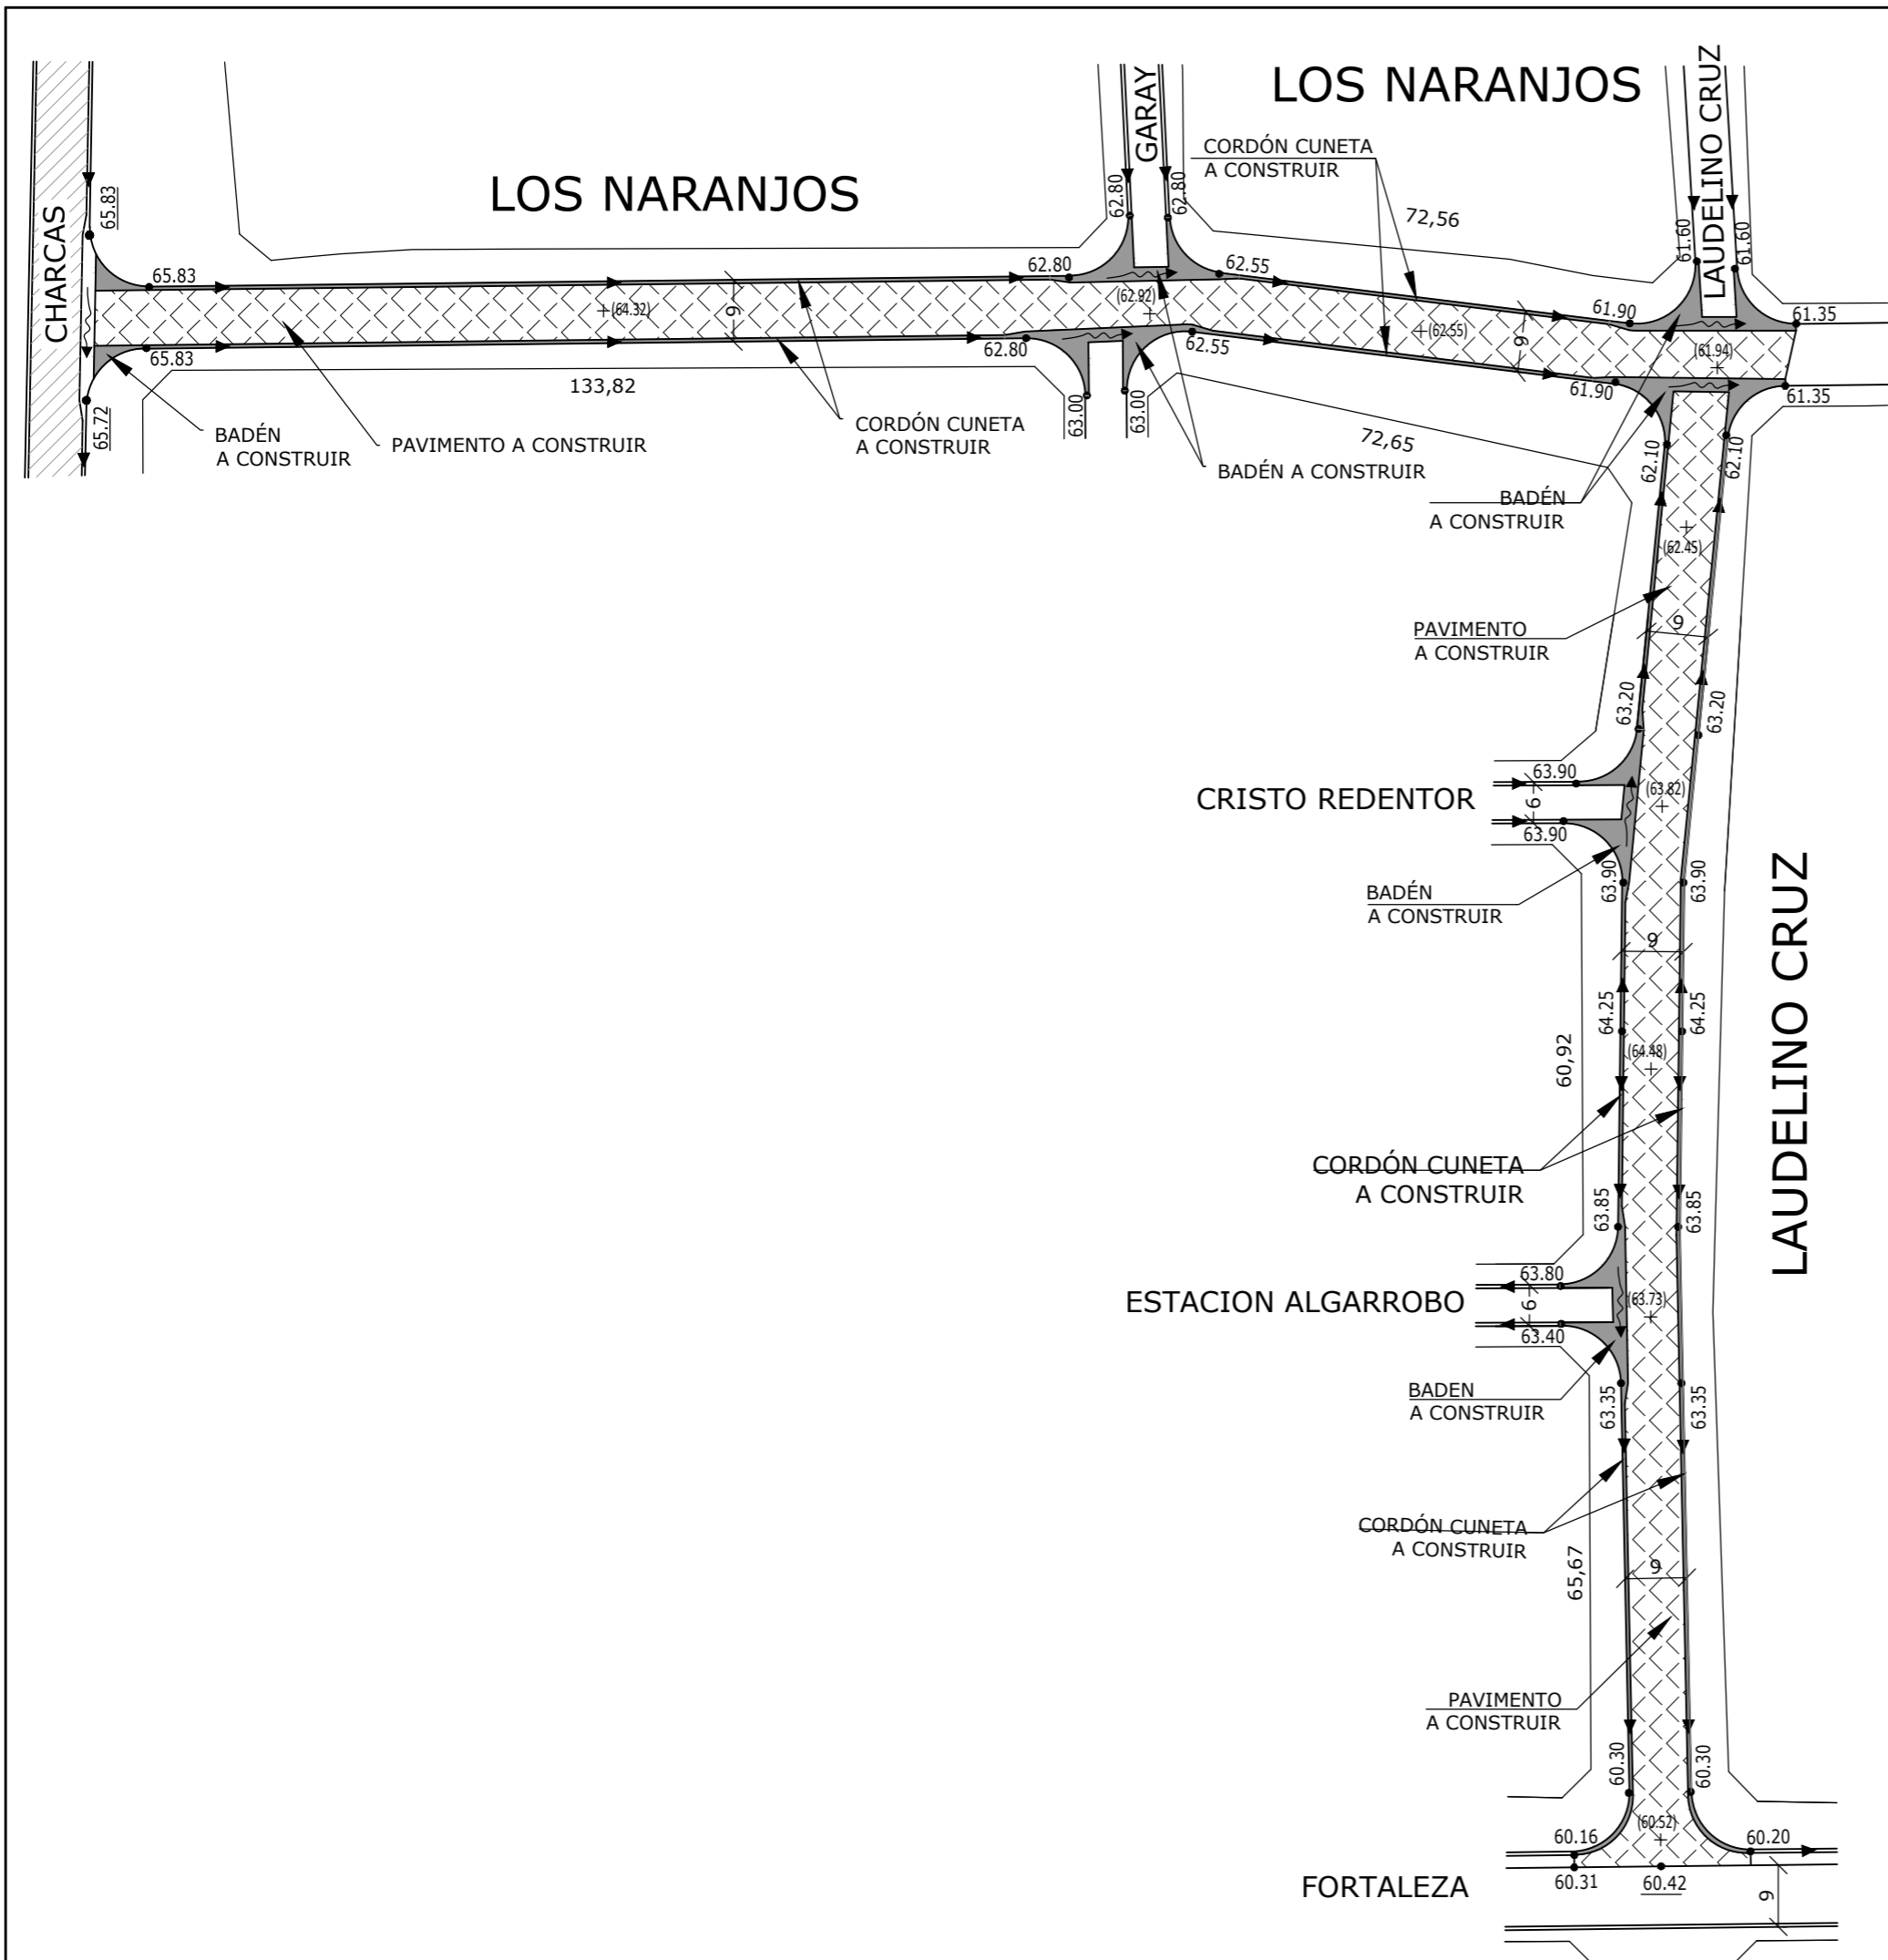 LOS NARANJOS
LAUDELINO CRUZ
GARAY
CORDÓN CUNETA
A CONSTRUIR
LOS NARANJOS
72,56
CHARCAS
65.83
62.80
62.80
61.60
61.60
65.83
62.80
62.55
61.90
61.35
(64.32)
(62.92)
(62.55)
(61.94)
9
9
65.83
62.80
62.55
61.90
61.35
133,82
65.72
63.00
63.00
72,65
62.10
62.10
BADÉN
A CONSTRUIR
PAVIMENTO A CONSTRUIR
CORDÓN CUNETA
A CONSTRUIR
BADÉN A CONSTRUIR
BADÉN
A CONSTRUIR
(62.45)
PAVIMENTO
A CONSTRUIR
9
63.20
63.20
CRISTO REDENTOR
63.90
6
63.90
(63.82)
BADÉN
A CONSTRUIR
63.90
63.90
9
64.25
64.25
(64.48)
60,92
LAUDELINO CRUZ
CORDÓN CUNETA
A CONSTRUIR
63.85
63.85
ESTACION ALGARROBO
63.80
6
63.40
(63.73)
BADEN
A CONSTRUIR
63.35
63.35
CORDÓN CUNETA
A CONSTRUIR
65,67
9
PAVIMENTO
A CONSTRUIR
60.30
60.30
(60.52)
60.16
60.20
60.31
60.42
FORTALEZA
9